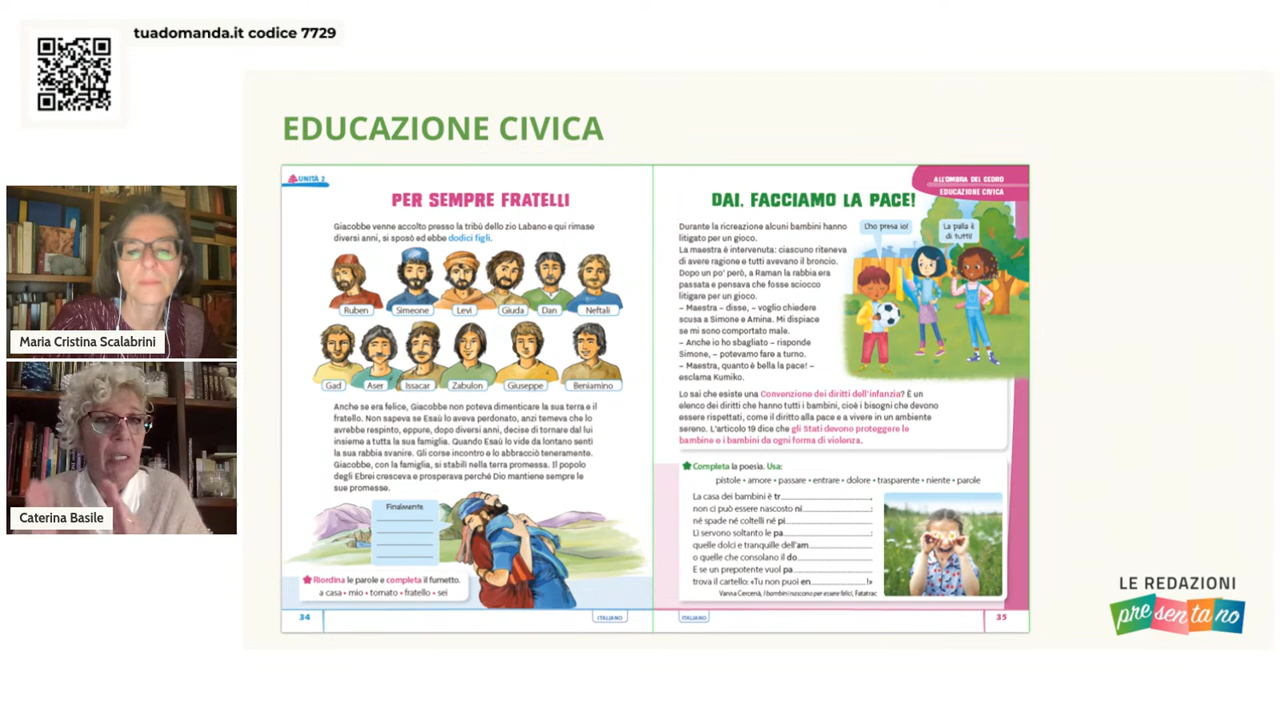 tuadomanda.it codice 7729
EDUCAZIONE CIVICA
Maria Cristina Scalabrini
Caterina Basile
UNITÀ 2
PER SEMPRE FRATELLI
Giacobbe venne accolto presso la tribù dello zio Labano e qui rimase
diversi anni, si sposò ed ebbe dodici figli.
Ruben
Simeone
Levi
Giuda
Dan
Neftali
Gad
Aser
Issacar
Zabulon
Giuseppe
Beniamino
Anche se era felice, Giacobbe non poteva dimenticare la sua terra e il
fratello. Non sapeva se Esaù lo aveva perdonato, anzi temeva che lo
avrebbe respinto, eppure, dopo diversi anni, decise di tornare dal lui
insieme a tutta la sua famiglia. Quando Esaù lo vide da lontano sentì
la sua rabbia svanire. Gli corse incontro e lo abbracciò teneramente.
Giacobbe, con la famiglia, si stabilì nella terra promessa. Il popolo
degli Ebrei cresceva e prosperava perché Dio mantiene sempre le
sue promesse.
Finalmente
Riordina le parole e completa il fumetto.
a casa • mio • tornato • fratello • sei
34
ITALIANO
ALL'OMBRA DEL CEDRO
EDUCAZIONE CIVICA
DAI, FACCIAMO LA PACE!
Durante la ricreazione alcuni bambini hanno
litigato per un gioco.
La maestra è intervenuta: ciascuno riteneva
di avere ragione e tutti avevano il broncio.
Dopo un po' però, a Raman la rabbia era
passata e pensava che fosse sciocco
litigare per un gioco.
– Maestra – disse, – voglio chiedere
scusa a Simone e Amina. Mi dispiace
se mi sono comportato male.
– Anche io ho sbagliato – risponde
Simone, – potevamo fare a turno.
– Maestra, quanto è bella la pace! –
esclama Kumiko.
L'ho presa io!
La palla è
di tutti!
Lo sai che esiste una Convenzione dei diritti dell'infanzia? È un
elenco dei diritti che hanno tutti i bambini, cioè i bisogni che devono
essere rispettati, come il diritto alla pace e a vivere in un ambiente
sereno. L'articolo 19 dice che gli Stati devono proteggere le
bambine e i bambini da ogni forma di violenza.
Completa la poesia. Usa:
pistole • amore • passare • entrare • dolore • trasparente • niente • parole
La casa dei bambini è tr,
non ci può essere nascosto ni:
né spade né coltelli né pi
Lì servono soltanto le pa:
quelle dolci e tranquille dell'am
o quelle che consolano il do
E se un prepotente vuol pa
trova il cartello: «Tu non puoi en!»
Vanna Cercenà, I bambini nascono per essere felici, Fatatrac
ITALIANO
35
LE REDAZIONI
presentano